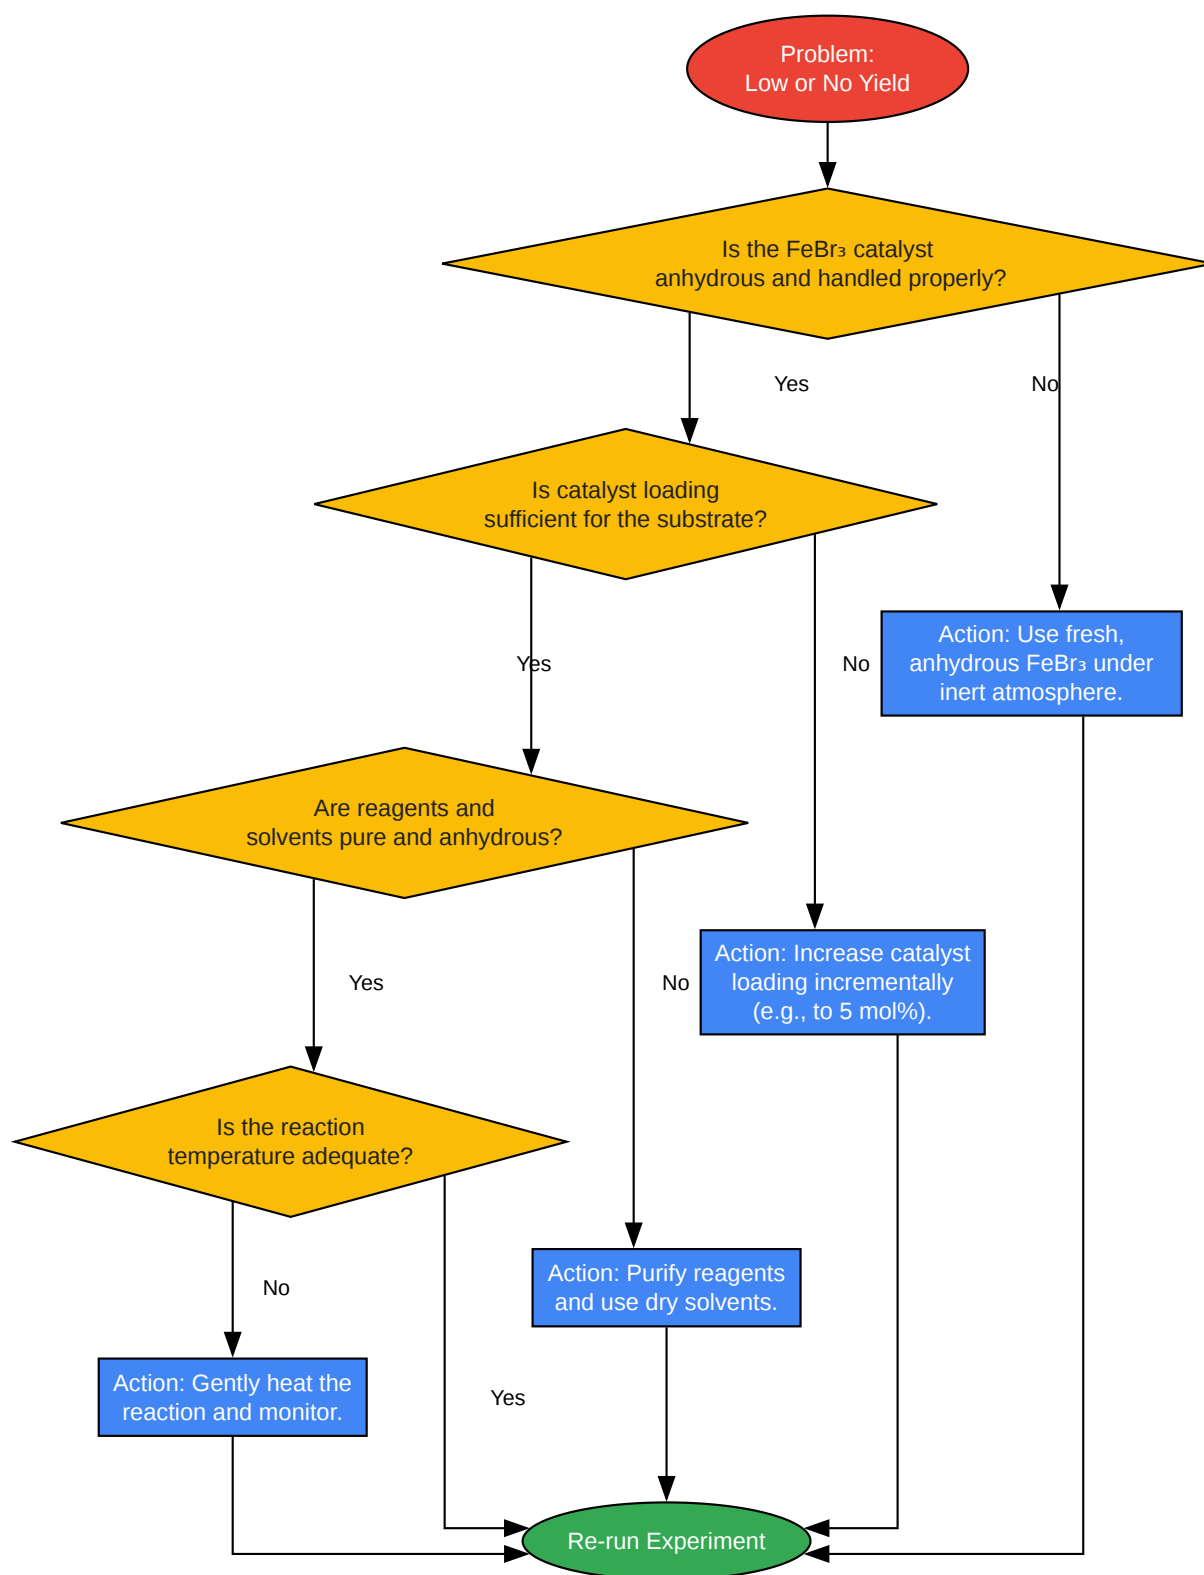 Problem:
Low or No Yield
Is the FeBr₃ catalyst
anhydrous and handled properly?
Yes
No
Is catalyst loading
sufficient for the substrate?
Yes
No
Action: Use fresh,
anhydrous FeBr₃ under
inert atmosphere.
Are reagents and
solvents pure and anhydrous?
Yes
No
Action: Increase catalyst
loading incrementally
(e.g., to 5 mol%).
Is the reaction
temperature adequate?
No
Action: Purify reagents
and use dry solvents.
Action: Gently heat the
reaction and monitor.
Yes
Re-run Experiment